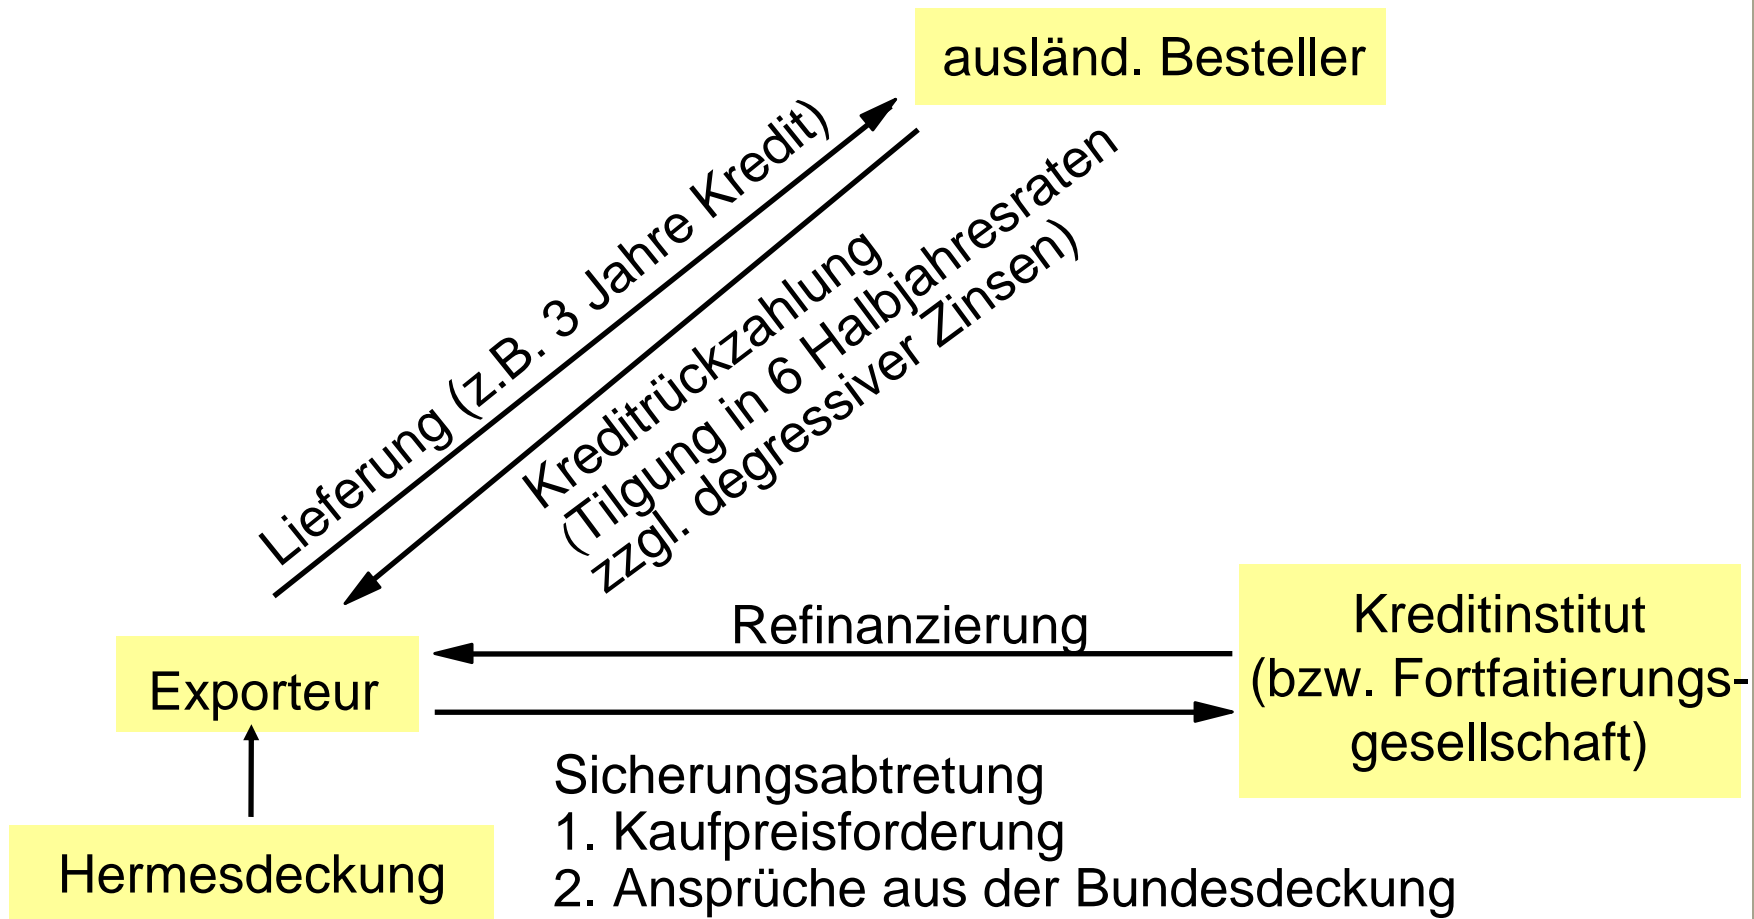 ausländ. Besteller
Lieferung (z.B. 3 Jahre Kredit)
Kreditrückzahlung
(Tilgung in 6 Halbjahresraten
zzgl. degressiver Zinsen)
Refinanzierung
Kreditinstitut
(bzw. Fortfaitierungs-
gesellschaft)
Exporteur
Sicherungsabtretung
1. Kaufpreisforderung
2. Ansprüche aus der Bundesdeckung
Hermesdeckung